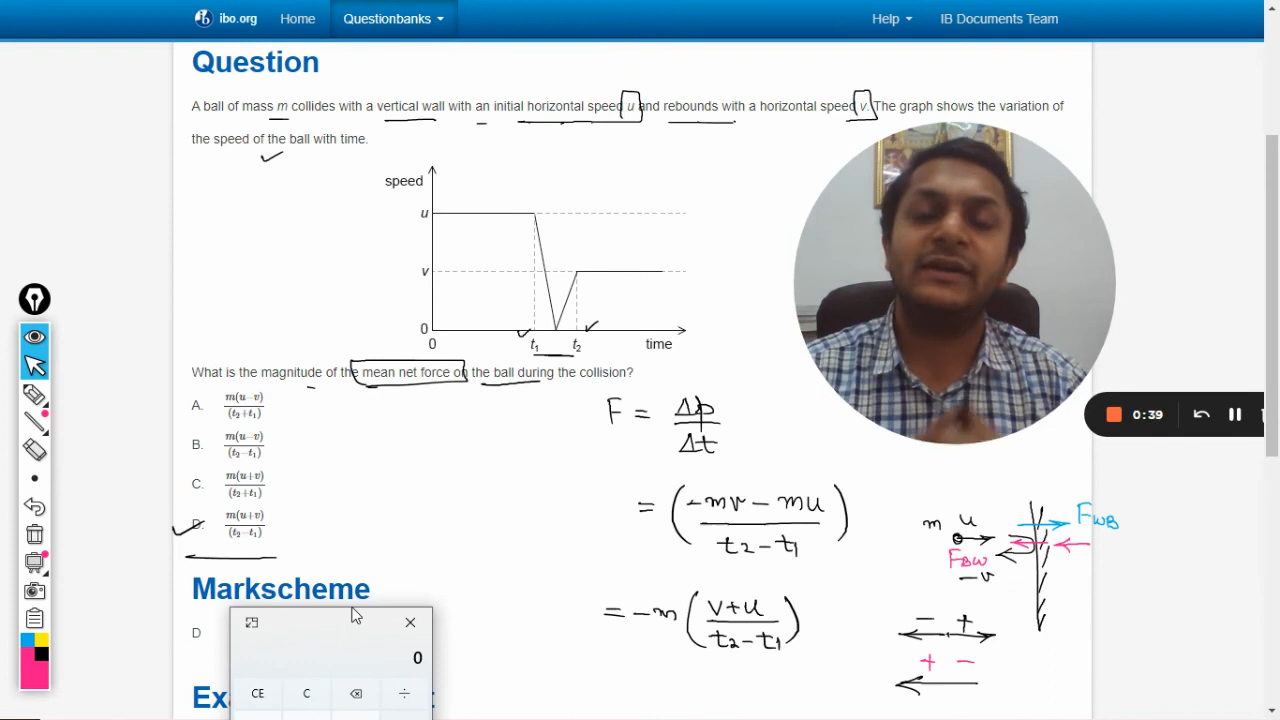 ibo.org Home Questionbanks Help IB Documents Team
Question
A ball of mass m collides with a vertical wall with an initial horizontal speed u and rebounds with a horizontal speed v. The graph shows the variation of
the speed of the ball with time.
speed
u
v
0
0 t₁ t₂ time
What is the magnitude of the mean net force on the ball during the collision?
A. m(u−v)/(t₂+t₁)
B. m(u−v)/(t₂−t₁)
C. m(u+v)/(t₂+t₁)
D. m(u+v)/(t₂−t₁)
F = Δp/Δt
= (-mv - mu / t₂-t₁)
= -m (v+u / t₂-t₁)
m u
F_WB
F_BW
-v
- +
+ -
0:39
Markscheme
D
0
CE C ⌫ ÷